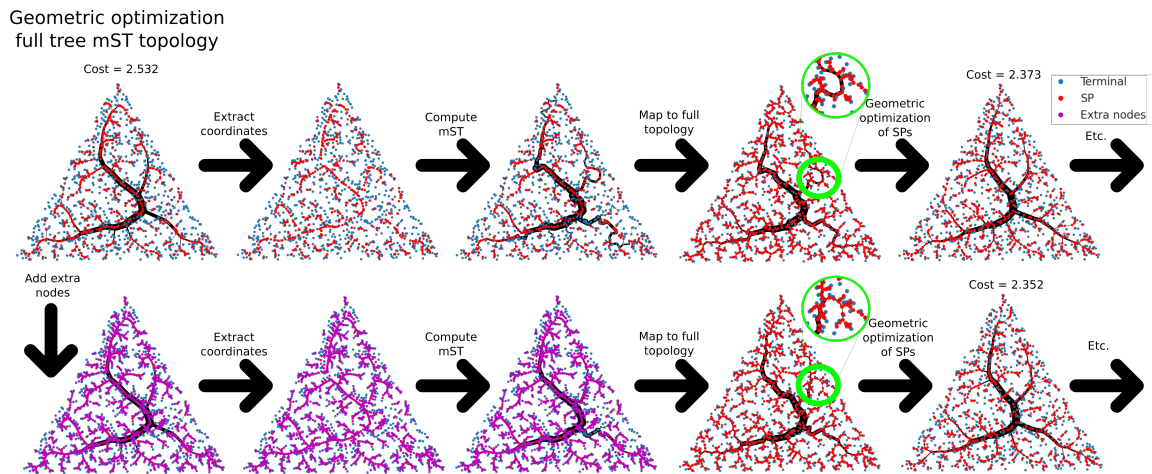 Geometric optimization
full tree mST topology
Cost = 2.532
Extract
coordinates
Compute
mST
Map to full
topology
Geometric
optimization
of SPs
Cost = 2.373
Terminal
SP
Extra nodes
Etc.
Add extra
nodes
Extract
coordinates
Compute
mST
Map to full
topology
Geometric
optimization
of SPs
Cost = 2.352
Etc.